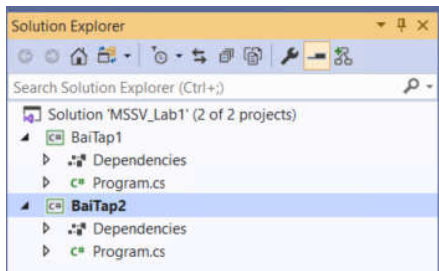 Solution Explorer
Search Solution Explorer (Ctrl+;)
Solution 'MSSV_Lab1' (2 of 2 projects)
C# BaiTap1
Dependencies
C# Program.cs
C# BaiTap2
Dependencies
C# Program.cs